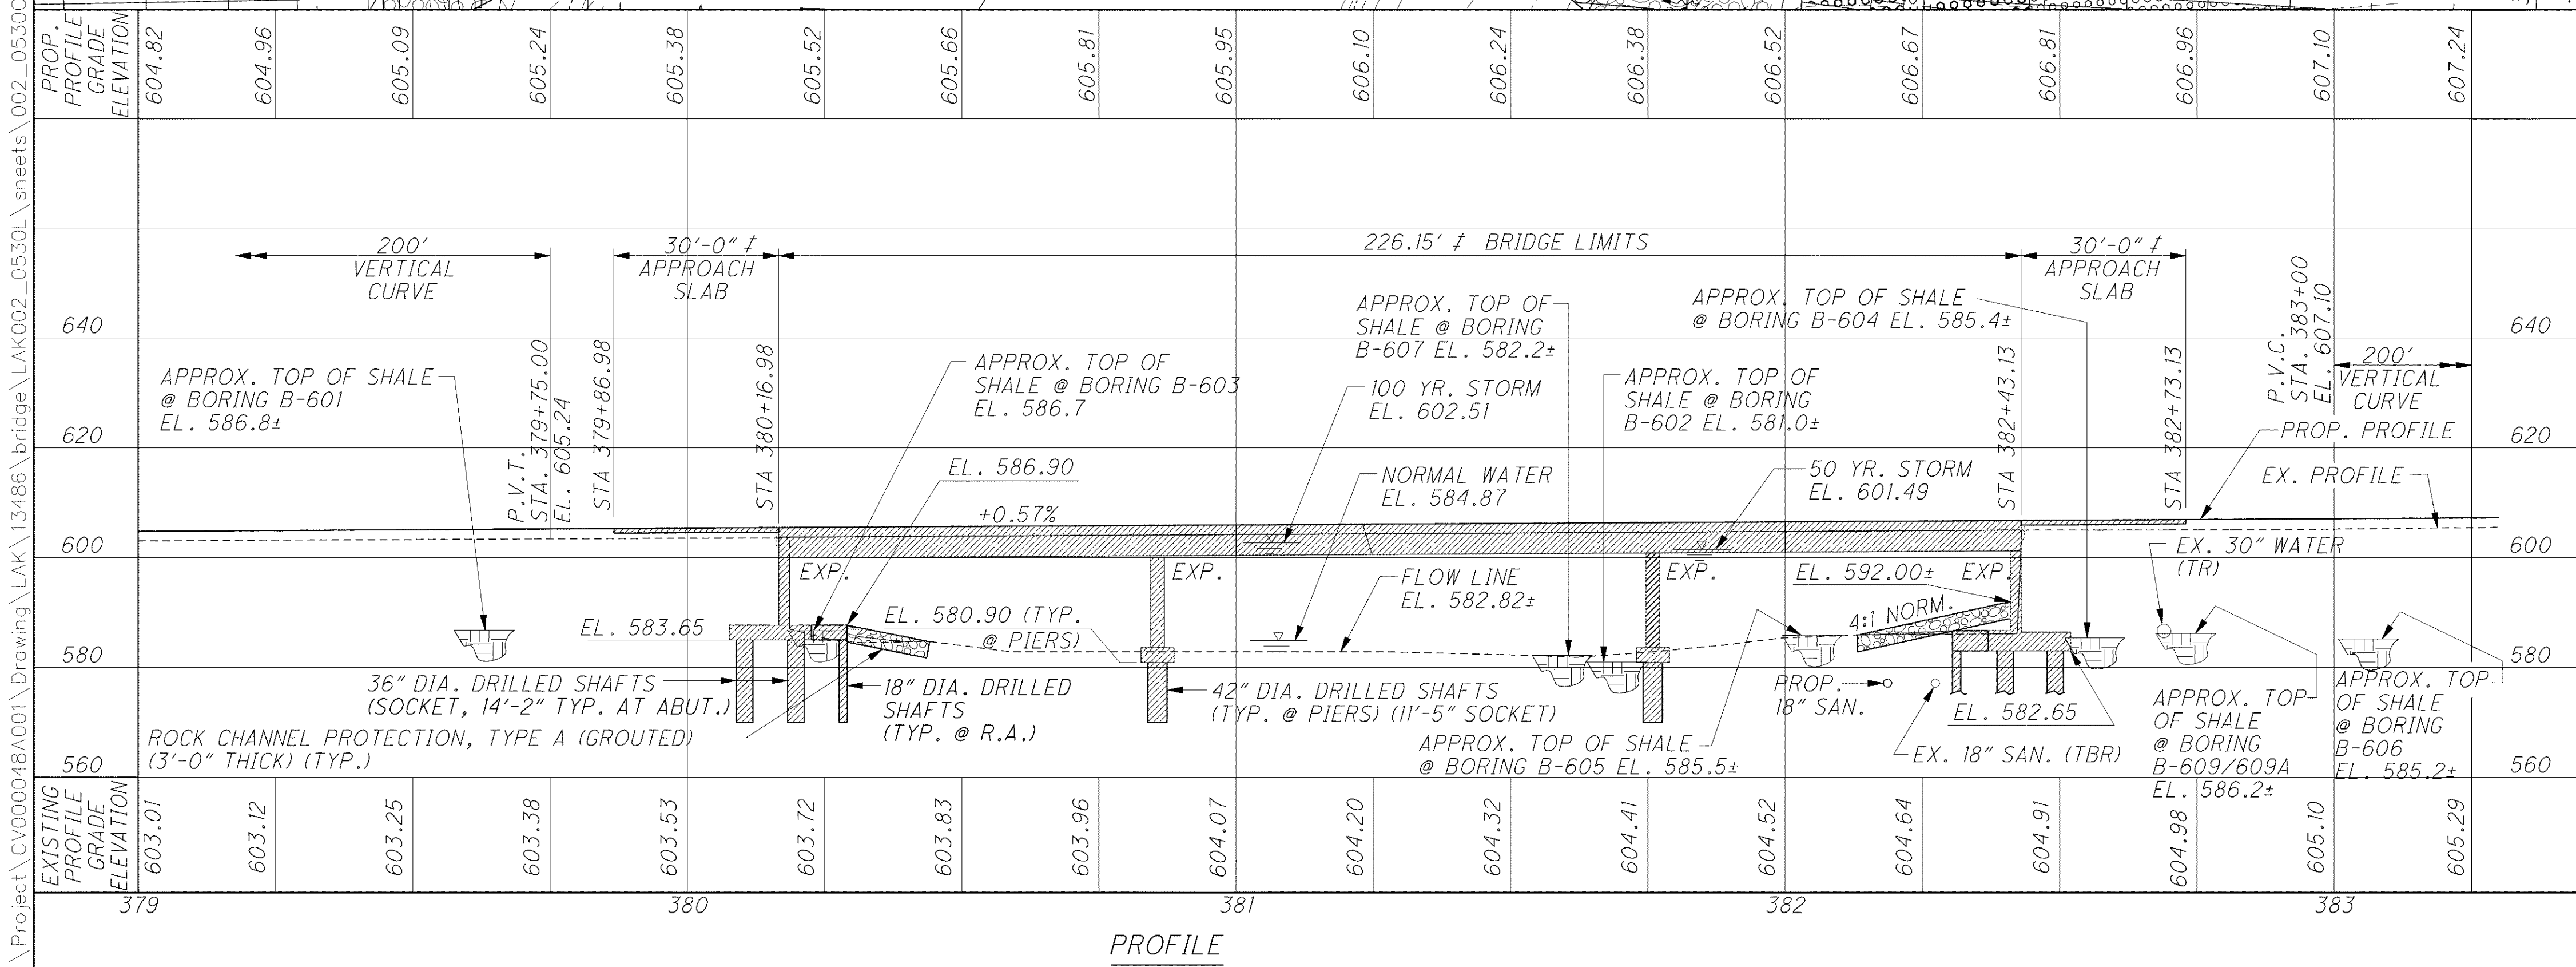 \Project\CV000048A001\Drawing\LAK\13486\bridge\LAK002_0530L\sheets\002_0530C
PROP.
PROFILE
GRADE
ELEVATION
604.82
604.96
605.09
605.24
605.38
605.52
605.66
605.81
605.95
606.10
606.24
606.38
606.52
606.67
606.81
606.96
607.10
607.24
200'
VERTICAL
CURVE
30'-0" ‡
APPROACH
SLAB
226.15' ‡ BRIDGE LIMITS
30'-0" ‡
APPROACH
SLAB
P.V.C.
STA. 383+00
EL. 607.10
200'
VERTICAL
CURVE
640
620
600
580
560
640
620
600
580
560
APPROX. TOP OF SHALE
@ BORING B-601
EL. 586.8±
P.V.T.
STA. 379+75.00
EL. 605.24
STA 379+86.98
STA 380+16.98
APPROX. TOP OF
SHALE @ BORING B-603
EL. 586.7
EL. 586.90
+0.57%
APPROX. TOP OF
SHALE @ BORING
B-607 EL. 582.2±
100 YR. STORM
EL. 602.51
NORMAL WATER
EL. 584.87
APPROX. TOP OF
SHALE @ BORING
B-602 EL. 581.0±
APPROX. TOP OF SHALE
@ BORING B-604 EL. 585.4±
50 YR. STORM
EL. 601.49
STA 382+43.13
STA 382+73.13
PROP. PROFILE
EX. PROFILE
EXP.
EXP.
EXP.
EXP.
EL. 592.00±
4:1 NORM.
FLOW LINE
EL. 582.82±
EX. 30" WATER
(TR)
EL. 583.65
EL. 580.90 (TYP.
@ PIERS)
36" DIA. DRILLED SHAFTS
(SOCKET, 14'-2" TYP. AT ABUT.)
18" DIA. DRILLED
SHAFTS
(TYP. @ R.A.)
42" DIA. DRILLED SHAFTS
(TYP. @ PIERS) (11'-5" SOCKET)
ROCK CHANNEL PROTECTION, TYPE A (GROUTED)
(3'-0" THICK) (TYP.)
APPROX. TOP OF SHALE
@ BORING B-605 EL. 585.5±
PROP.
18" SAN.
EX. 18" SAN. (TBR)
EL. 582.65
APPROX. TOP
OF SHALE
@ BORING
B-609/609A
EL. 586.2±
APPROX. TOP
OF SHALE
@ BORING
B-606
EL. 585.2±
EXISTING
PROFILE
GRADE
ELEVATION
603.01
603.12
603.25
603.38
603.53
603.72
603.83
603.96
604.07
604.20
604.32
604.41
604.52
604.64
604.91
604.98
605.10
605.29
379
380
381
382
383
PROFILE